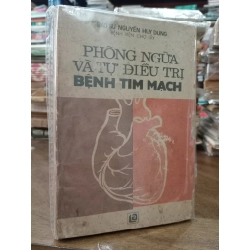 NGUYỄN HUY DUNG
PHÒNG NGỪA
VÀ TỰ ĐIỀU TRỊ
BỆNH TIM MẠCH